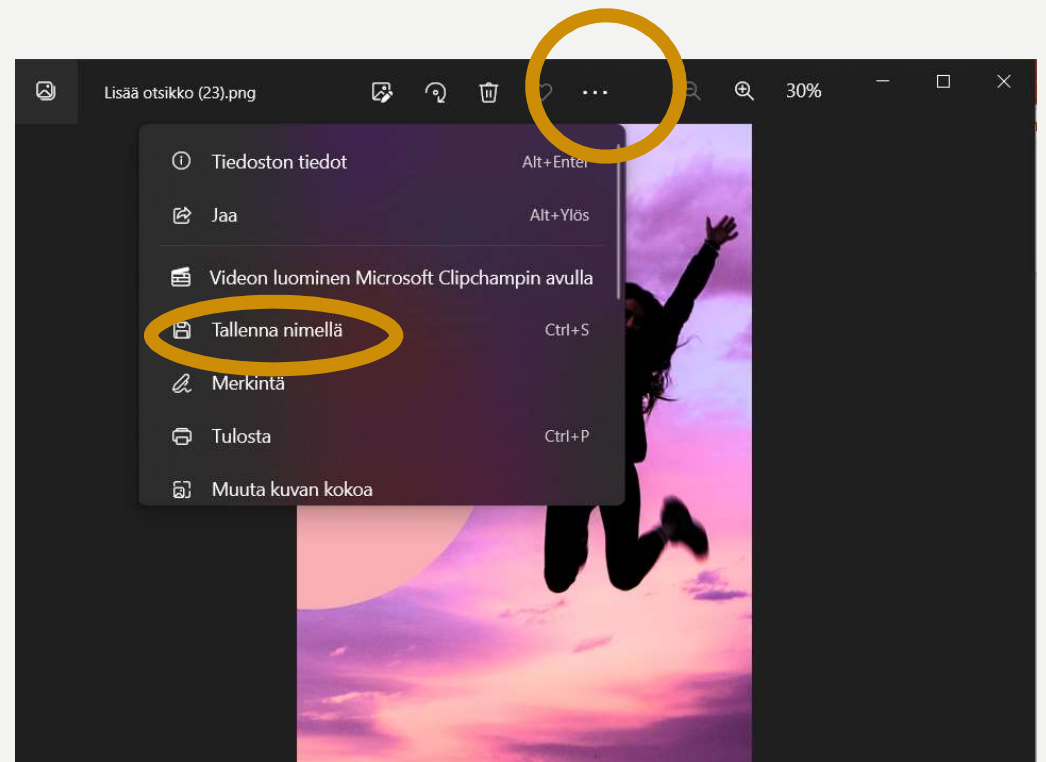 Lisää otsikko (23).png
30%
Tiedoston tiedot Alt+Enter
Jaa Alt+Ylös
Videon luominen Microsoft Clipchampin avulla
Tallenna nimellä Ctrl+S
Merkintä
Tulosta Ctrl+P
Muuta kuvan kokoa